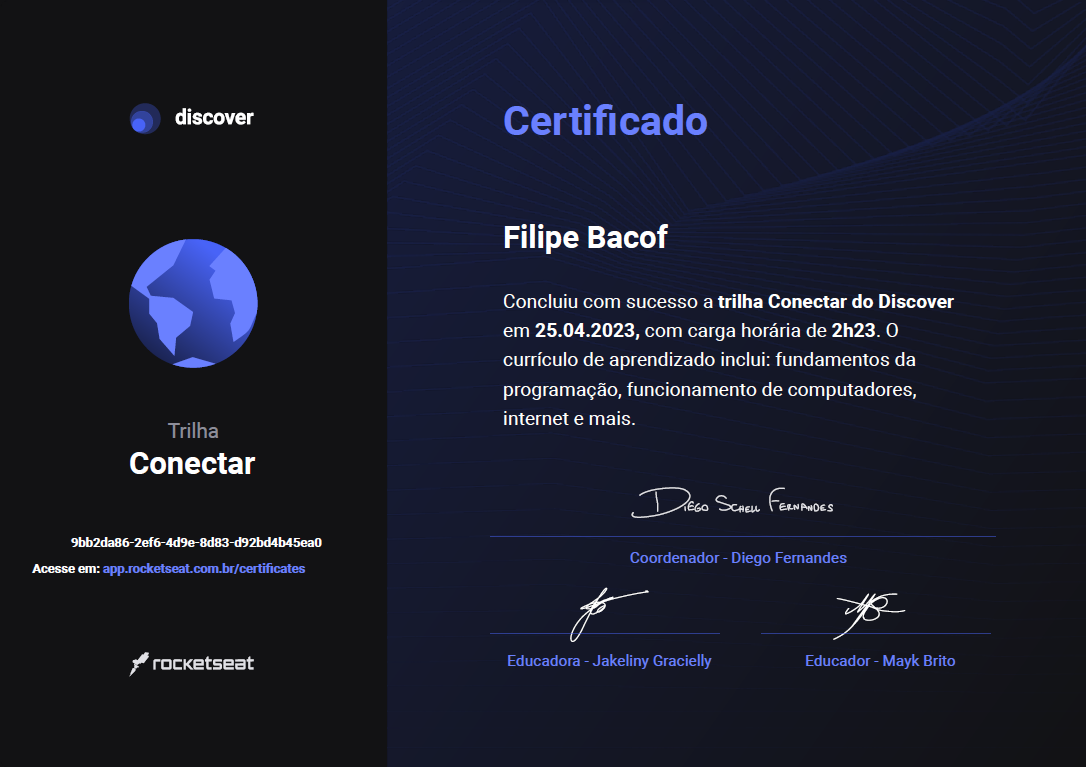 discover
Trilha
Conectar
9bb2da86-2ef6-4d9e-8d83-d92bd4b45ea0
Acesse em: app.rocketseat.com.br/certificates
rocketseat
Certificado
Filipe Bacof
Concluiu com sucesso a trilha Conectar do Discover
em 25.04.2023, com carga horária de 2h23. O
currículo de aprendizado inclui: fundamentos da
programação, funcionamento de computadores,
internet e mais.
Diego Schell Fernandes
Coordenador - Diego Fernandes
Educadora - Jakeliny Gracielly
Educador - Mayk Brito